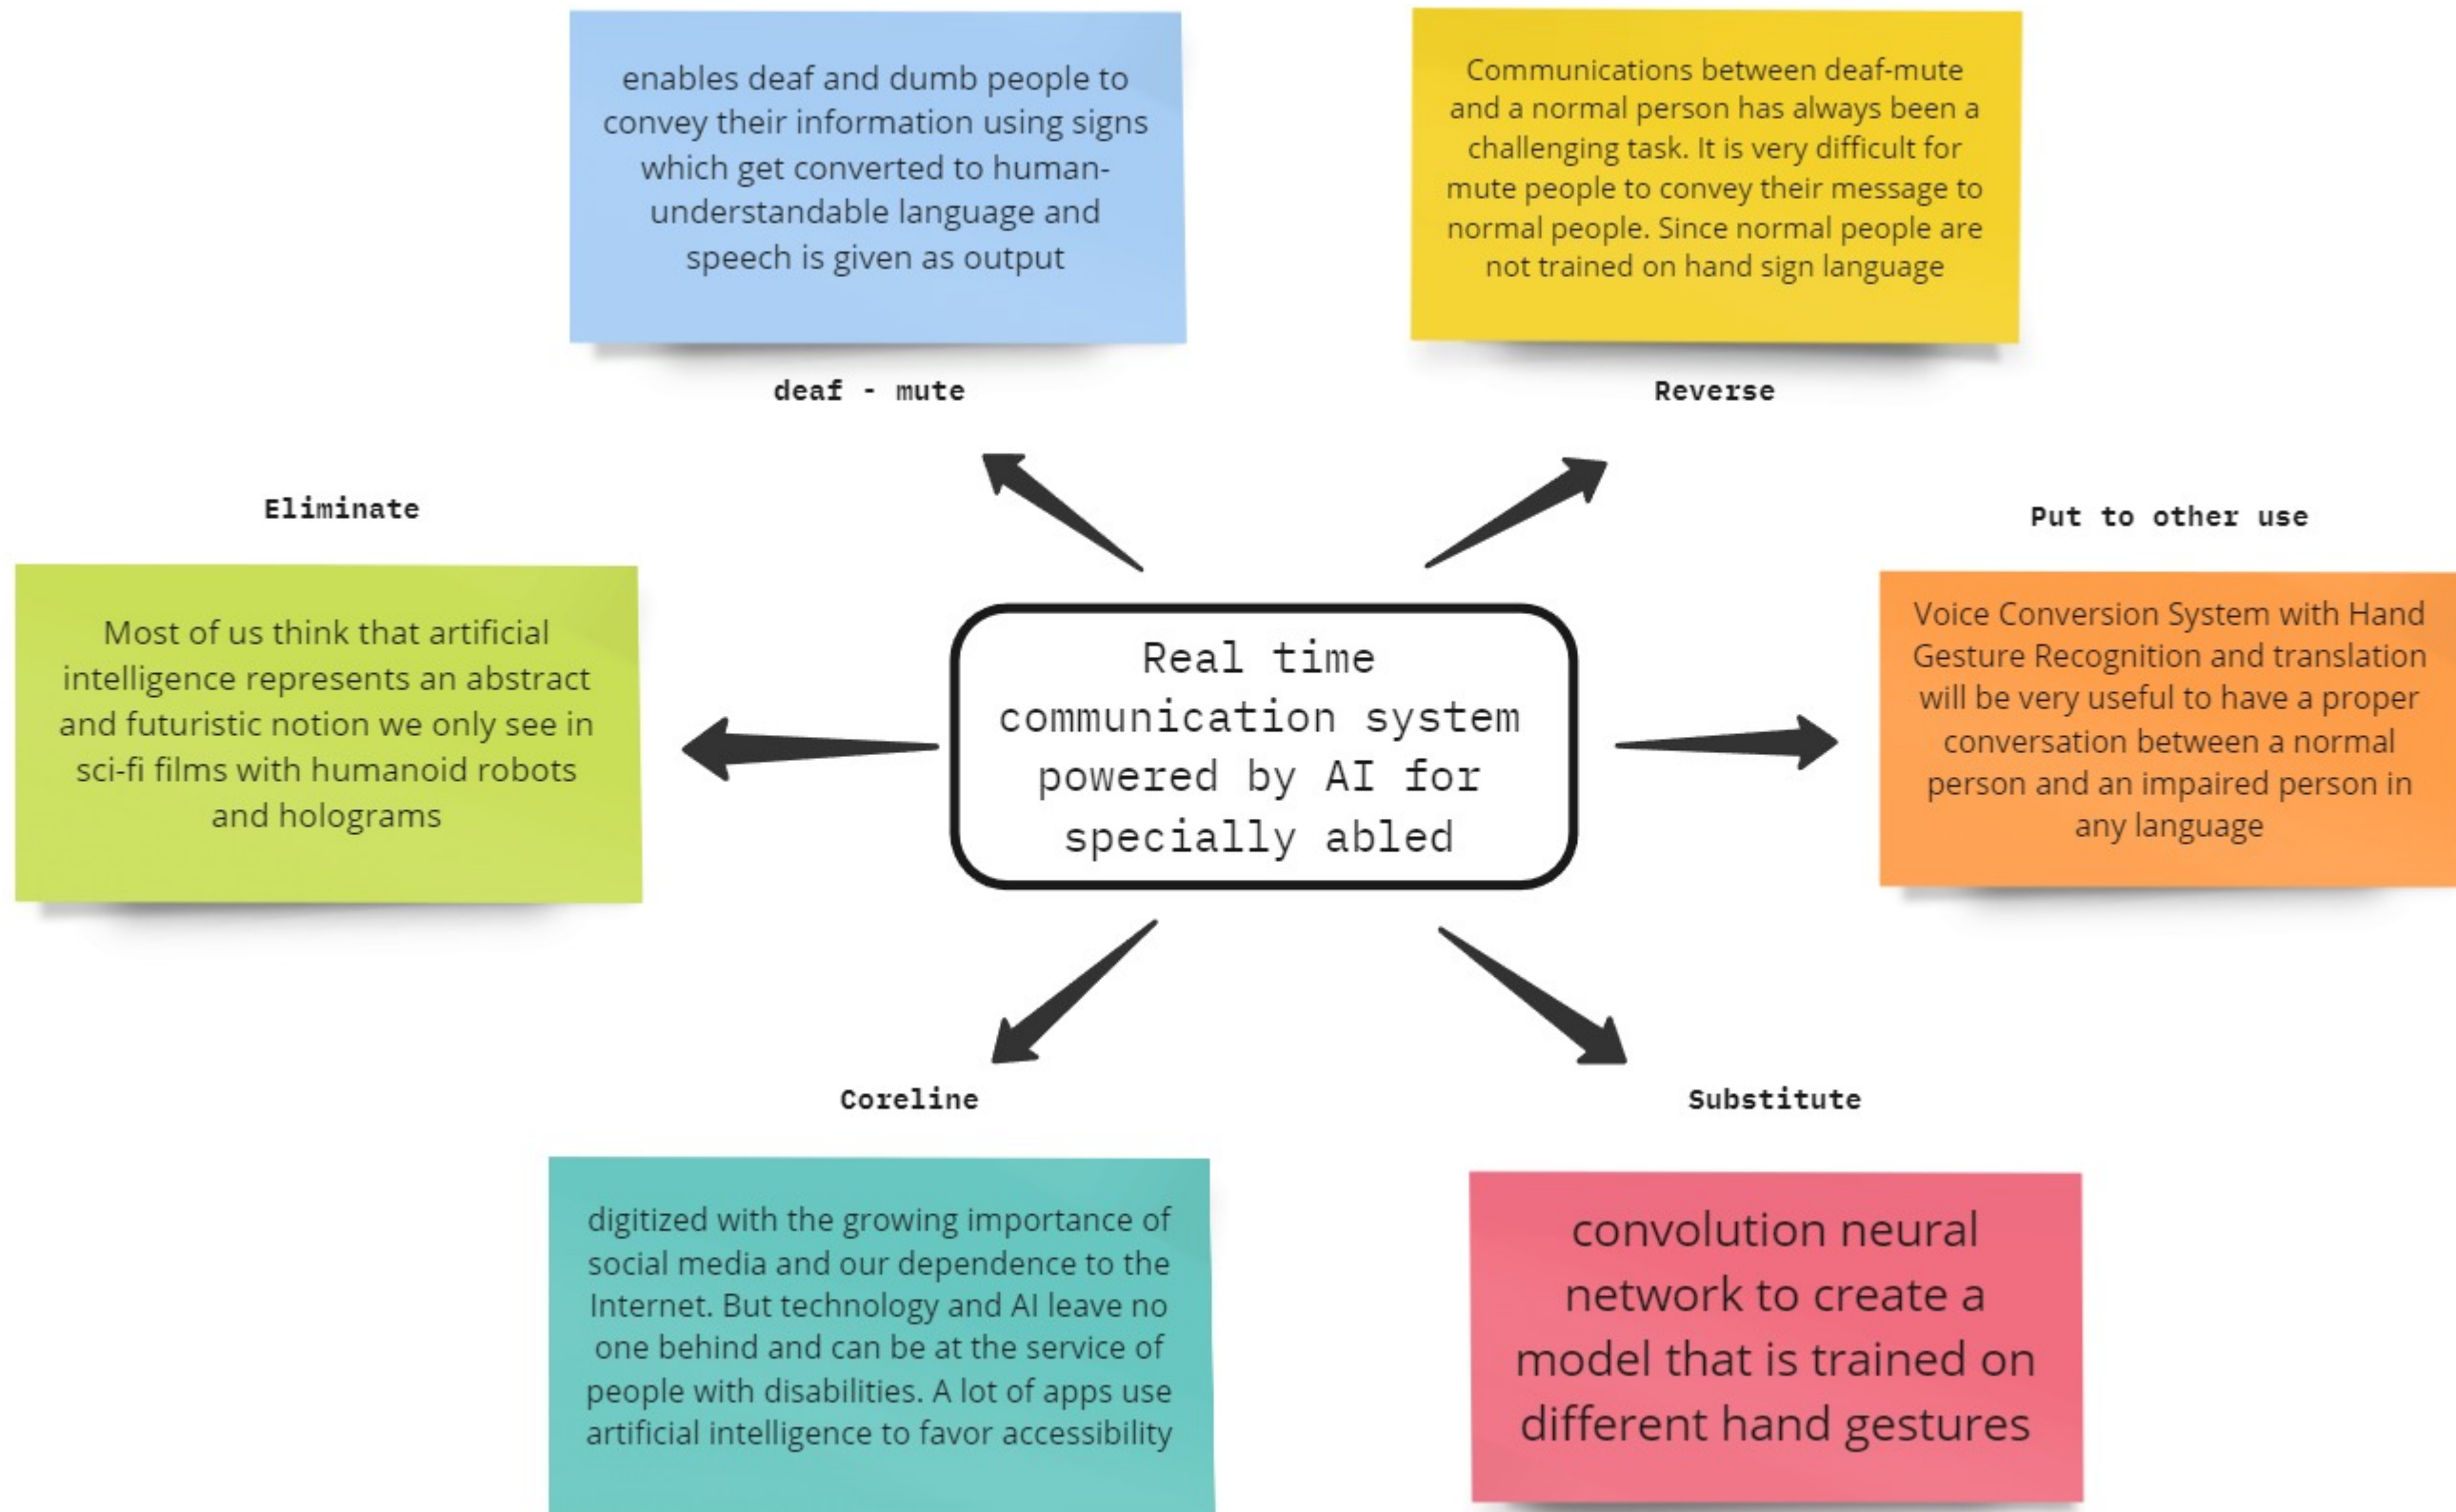 enables deaf and dumb people to
convey their information using signs
which get converted to human-
understandable language and
speech is given as output
deaf - mute
Communications between deaf-mute
and a normal person has always been a
challenging task. It is very difficult for
mute people to convey their message to
normal people. Since normal people are
not trained on hand sign language
Reverse
Eliminate
Most of us think that artificial
intelligence represents an abstract
and futuristic notion we only see in
sci-fi films with humanoid robots
and holograms
Real time
communication system
powered by AI for
specially abled
Put to other use
Voice Conversion System with Hand
Gesture Recognition and translation
will be very useful to have a proper
conversation between a normal
person and an impaired person in
any language
Coreline
digitized with the growing importance of
social media and our dependence to the
Internet. But technology and AI leave no
one behind and can be at the service of
people with disabilities. A lot of apps use
artificial intelligence to favor accessibility
Substitute
convolution neural
network to create a
model that is trained on
different hand gestures